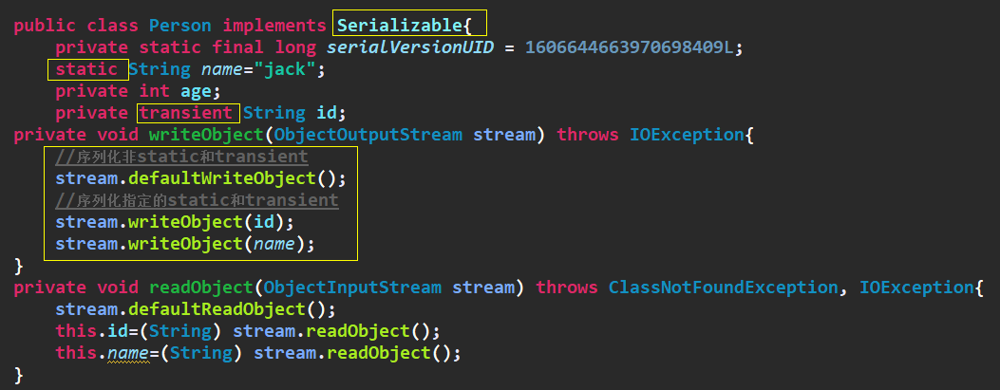 public class Person implements Serializable{
    private static final long serialVersionUID = 1606644663970698409L;
    static String name="jack";
    private int age;
    private transient String id;
private void writeObject(ObjectOutputStream stream) throws IOException{
    //序列化非static和transient
    stream.defaultWriteObject();
    //序列化指定的static和transient
    stream.writeObject(id);
    stream.writeObject(name);
}
private void readObject(ObjectInputStream stream) throws ClassNotFoundException, IOException{
    stream.defaultReadObject();
    this.id=(String) stream.readObject();
    this.name=(String) stream.readObject();
}